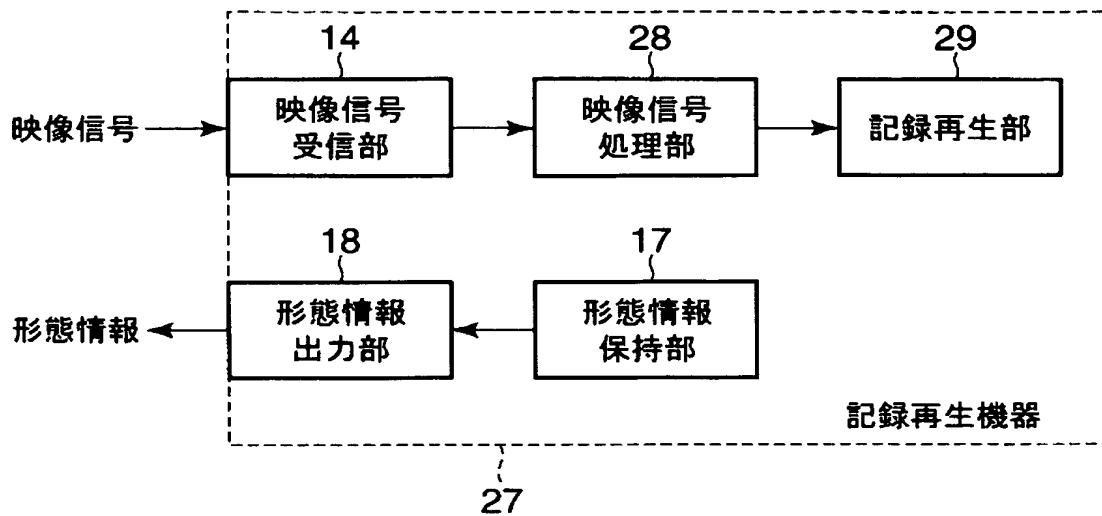 14
28
29
映像信号
映像信号
受信部
映像信号
処理部
記録再生部
18
17
形態情報
形態情報
出力部
形態情報
保持部
記録再生機器
27